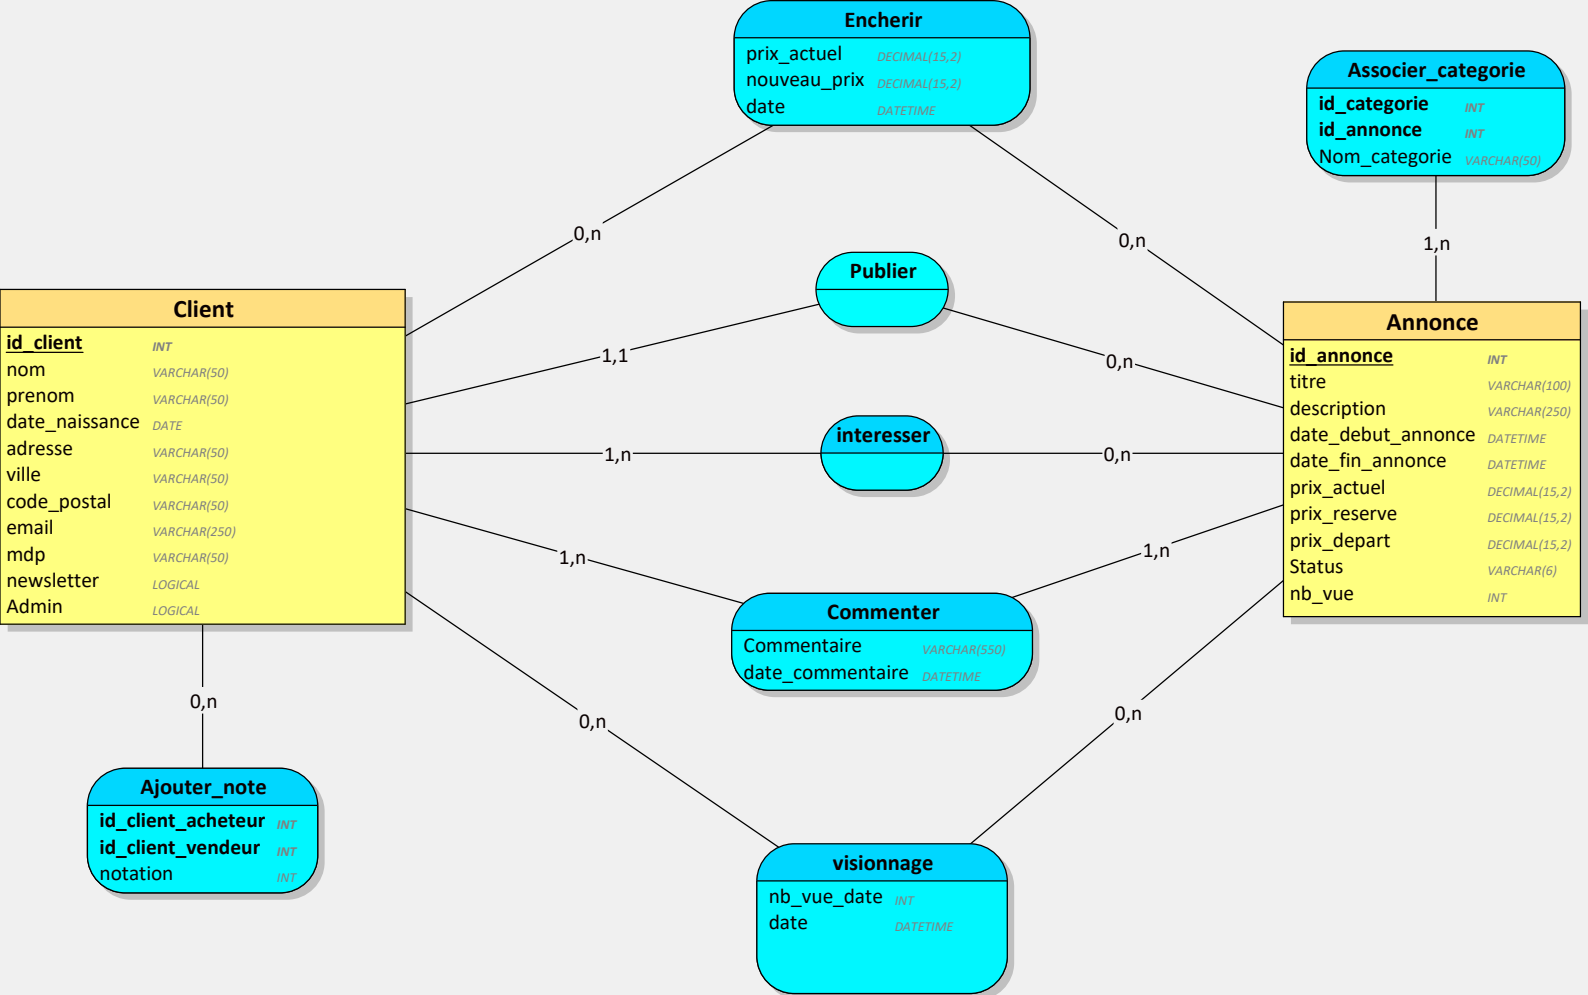 Encherir
prix_actuel DECIMAL(15,2)
nouveau_prix DECIMAL(15,2)
date DATETIME
Associer_categorie
id_categorie INT
id_annonce INT
Nom_categorie VARCHAR(50)
0,n
0,n
1,n
Publier
1,1
0,n
Client
id_client INT
nom VARCHAR(50)
prenom VARCHAR(50)
date_naissance DATE
adresse VARCHAR(50)
ville VARCHAR(50)
code_postal VARCHAR(50)
email VARCHAR(250)
mdp VARCHAR(50)
newsletter LOGICAL
Admin LOGICAL
interesser
1,n
0,n
Annonce
id_annonce INT
titre VARCHAR(100)
description VARCHAR(250)
date_debut_annonce DATETIME
date_fin_annonce DATETIME
prix_actuel DECIMAL(15,2)
prix_reserve DECIMAL(15,2)
prix_depart DECIMAL(15,2)
Status VARCHAR(6)
nb_vue INT
1,n
1,n
Commenter
Commentaire VARCHAR(550)
date_commentaire DATETIME
0,n
0,n
0,n
Ajouter_note
id_client_acheteur INT
id_client_vendeur INT
notation INT
visionnage
nb_vue_date INT
date DATETIME